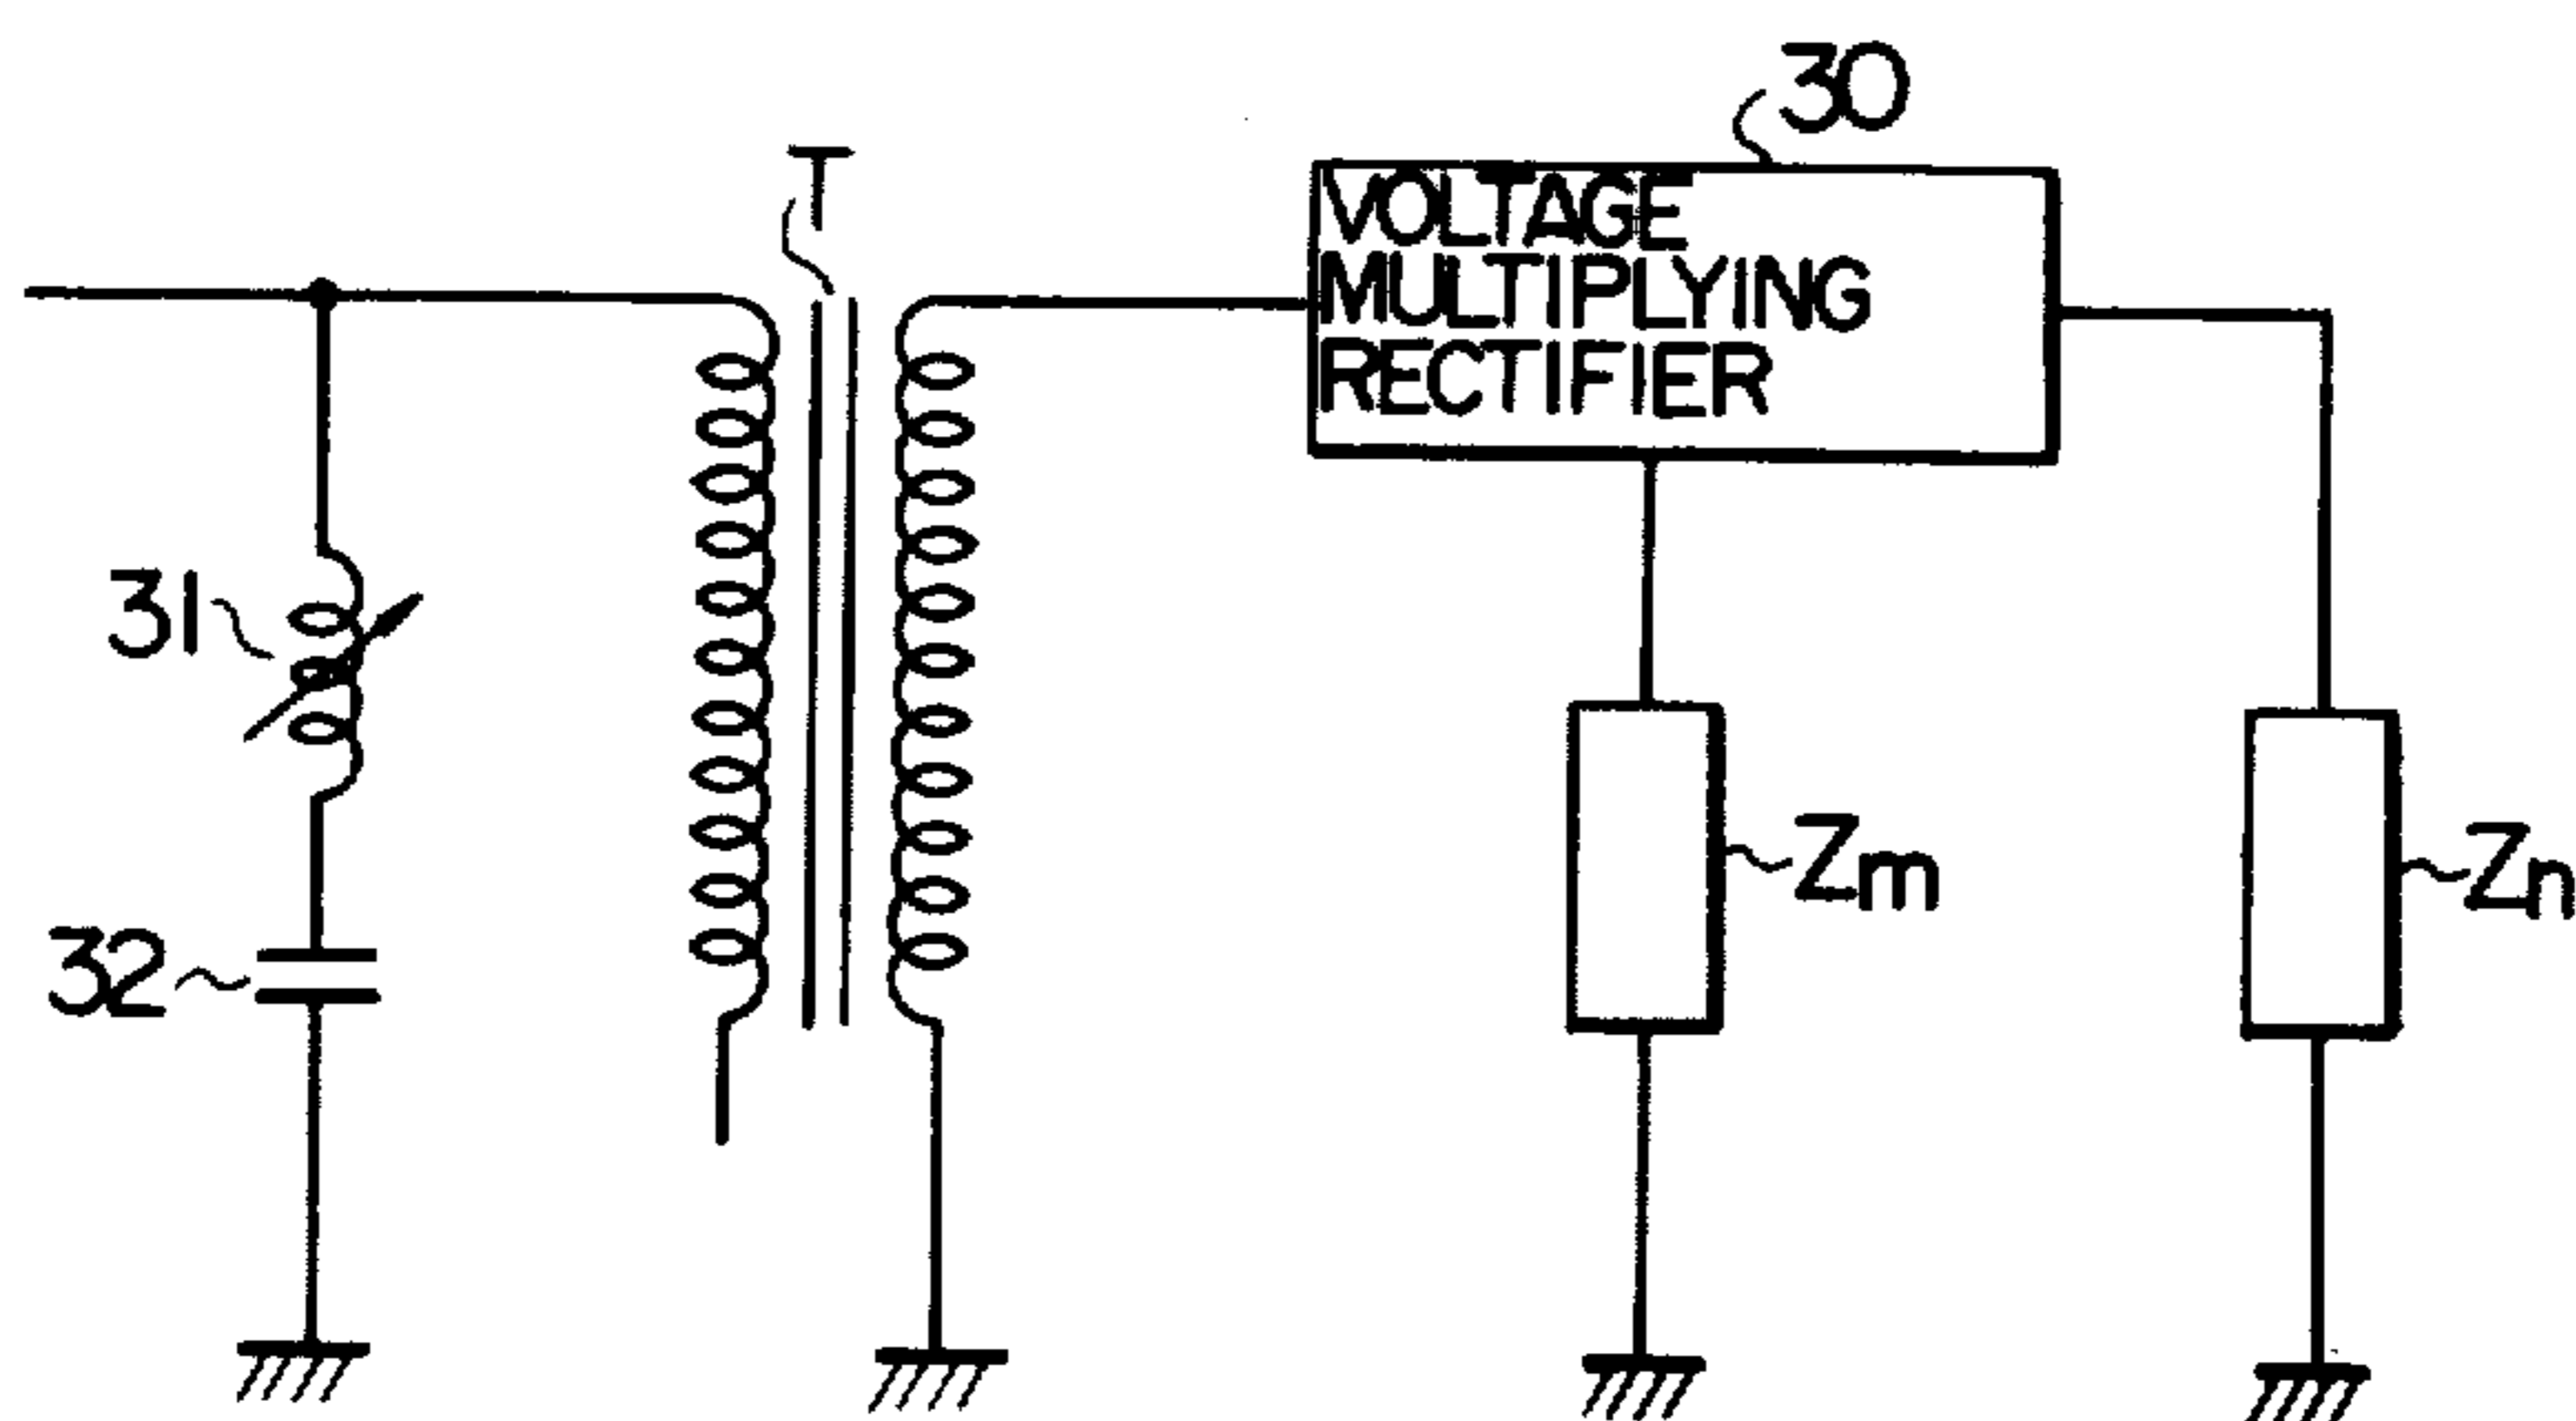 30
T
VOLTAGE
MULTIPLYING
RECTIFIER
31
Zm
Zn
32